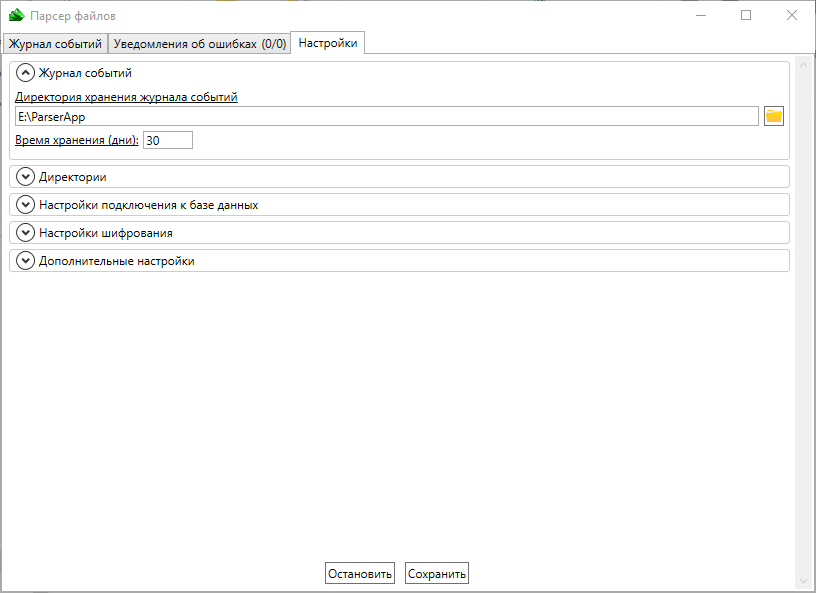 Парсер файлов
Журнал событий Уведомления об ошибках (0/0) Настройки
Журнал событий
Директория хранения журнала событий
E:\ParserApp
Время хранения (дни): 30
Директории
Настройки подключения к базе данных
Настройки шифрования
Дополнительные настройки
Остановить Сохранить